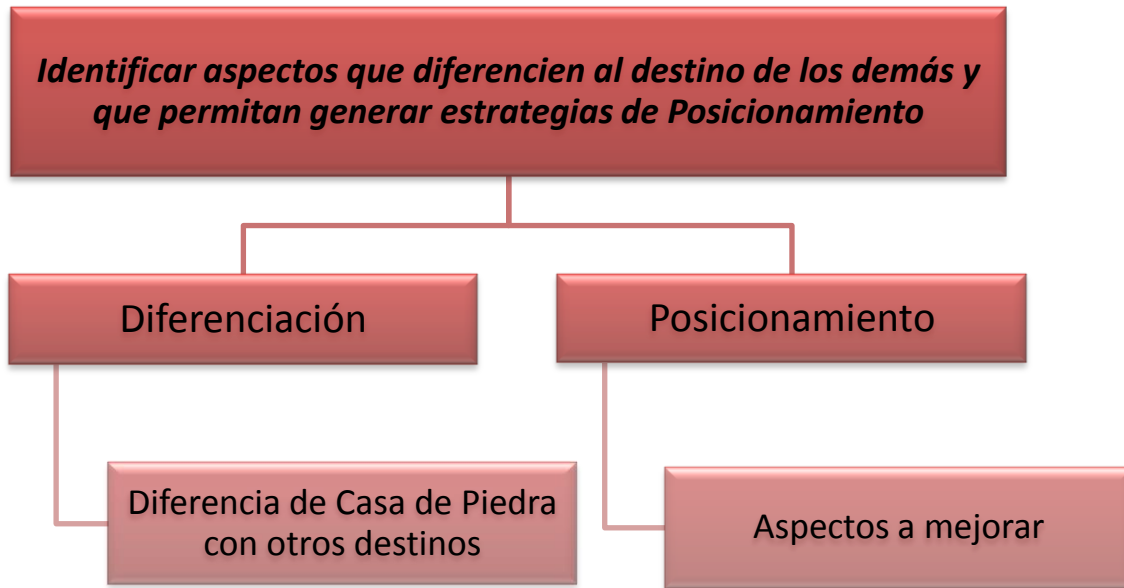 Identificar aspectos que diferencien al destino de los demás y
que permitan generar estrategias de Posicionamiento
Diferenciación
Posicionamiento
Diferencia de Casa de Piedra
con otros destinos
Aspectos a mejorar